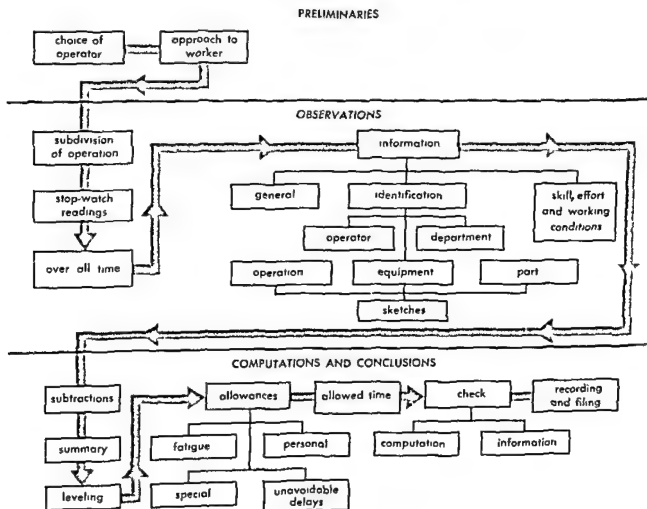 PRELIMINARIES
choice of
operator
approach to
worker
OBSERVATIONS
subdivision
of operation
stop-watch
readings
over all time
information
general
identification
skill, effort
and working
conditions
operator
department
operation
equipment
part
sketches
COMPUTATIONS AND CONCLUSIONS
subtractions
summary
leveling
allowances
allowed time
check
recording
and filing
fatigue
personal
computation
information
special
unavoidable
delays